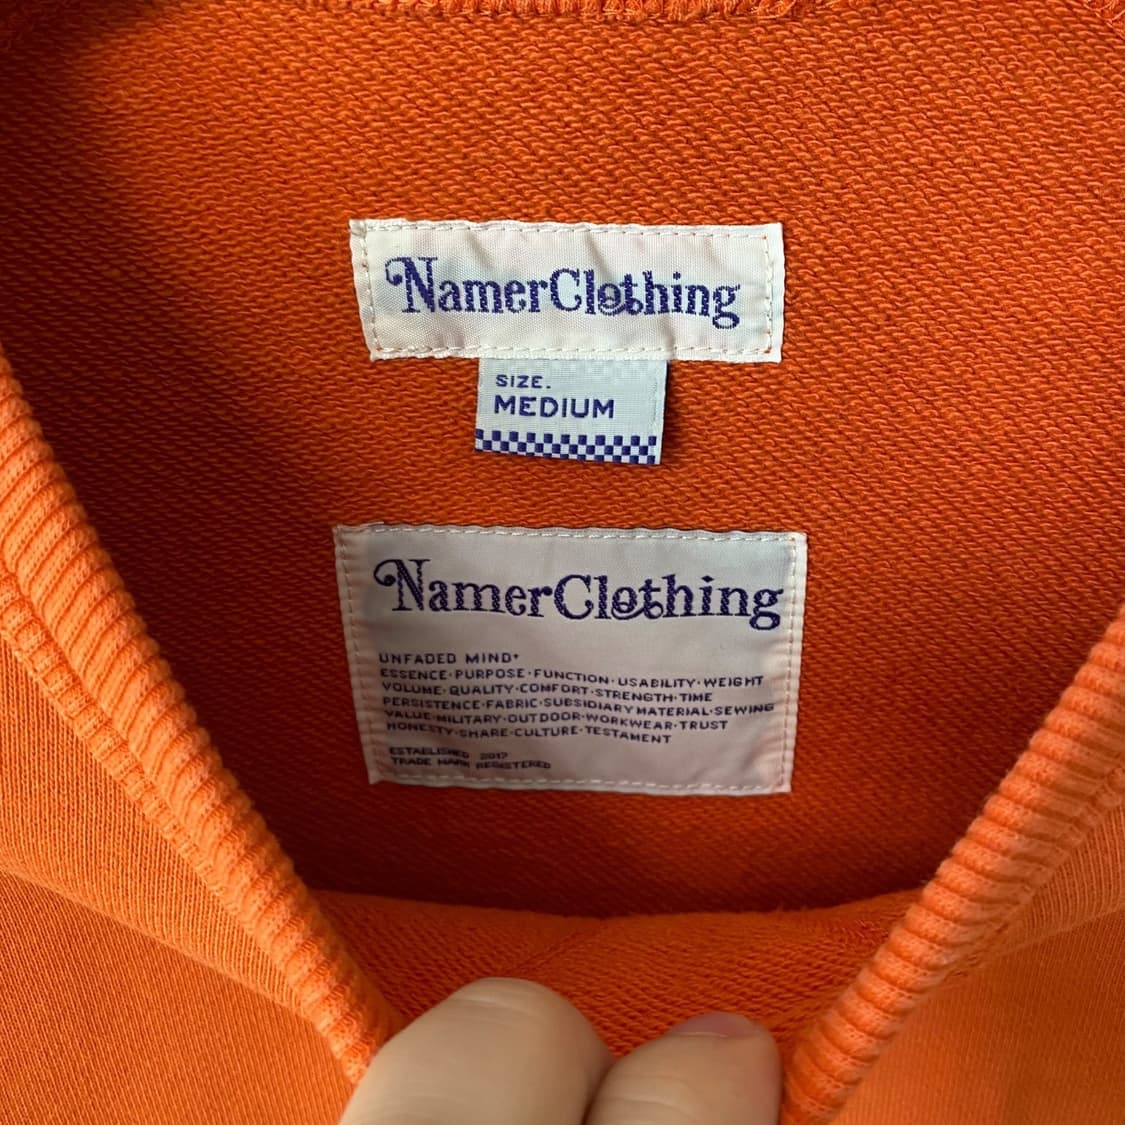 NamerClothing
SIZE.
MEDIUM
NamerClothing
UNFADED MIND+
ESSENCE·PURPOSE·FUNCTION·USABILITY·WEIGHT
VOLUME·QUALITY·COMFORT·STRENGTH·TIME
PERSISTENCE·FABRIC·SUBSIDIARY MATERIAL·SEWING
VALUE·MILITARY·OUTDOOR·WORKWEAR·TRUST
HONESTY·SHARE·CULTURE·TESTAMENT
ESTABLISHED 2017
TRADE MARK REGISTERED